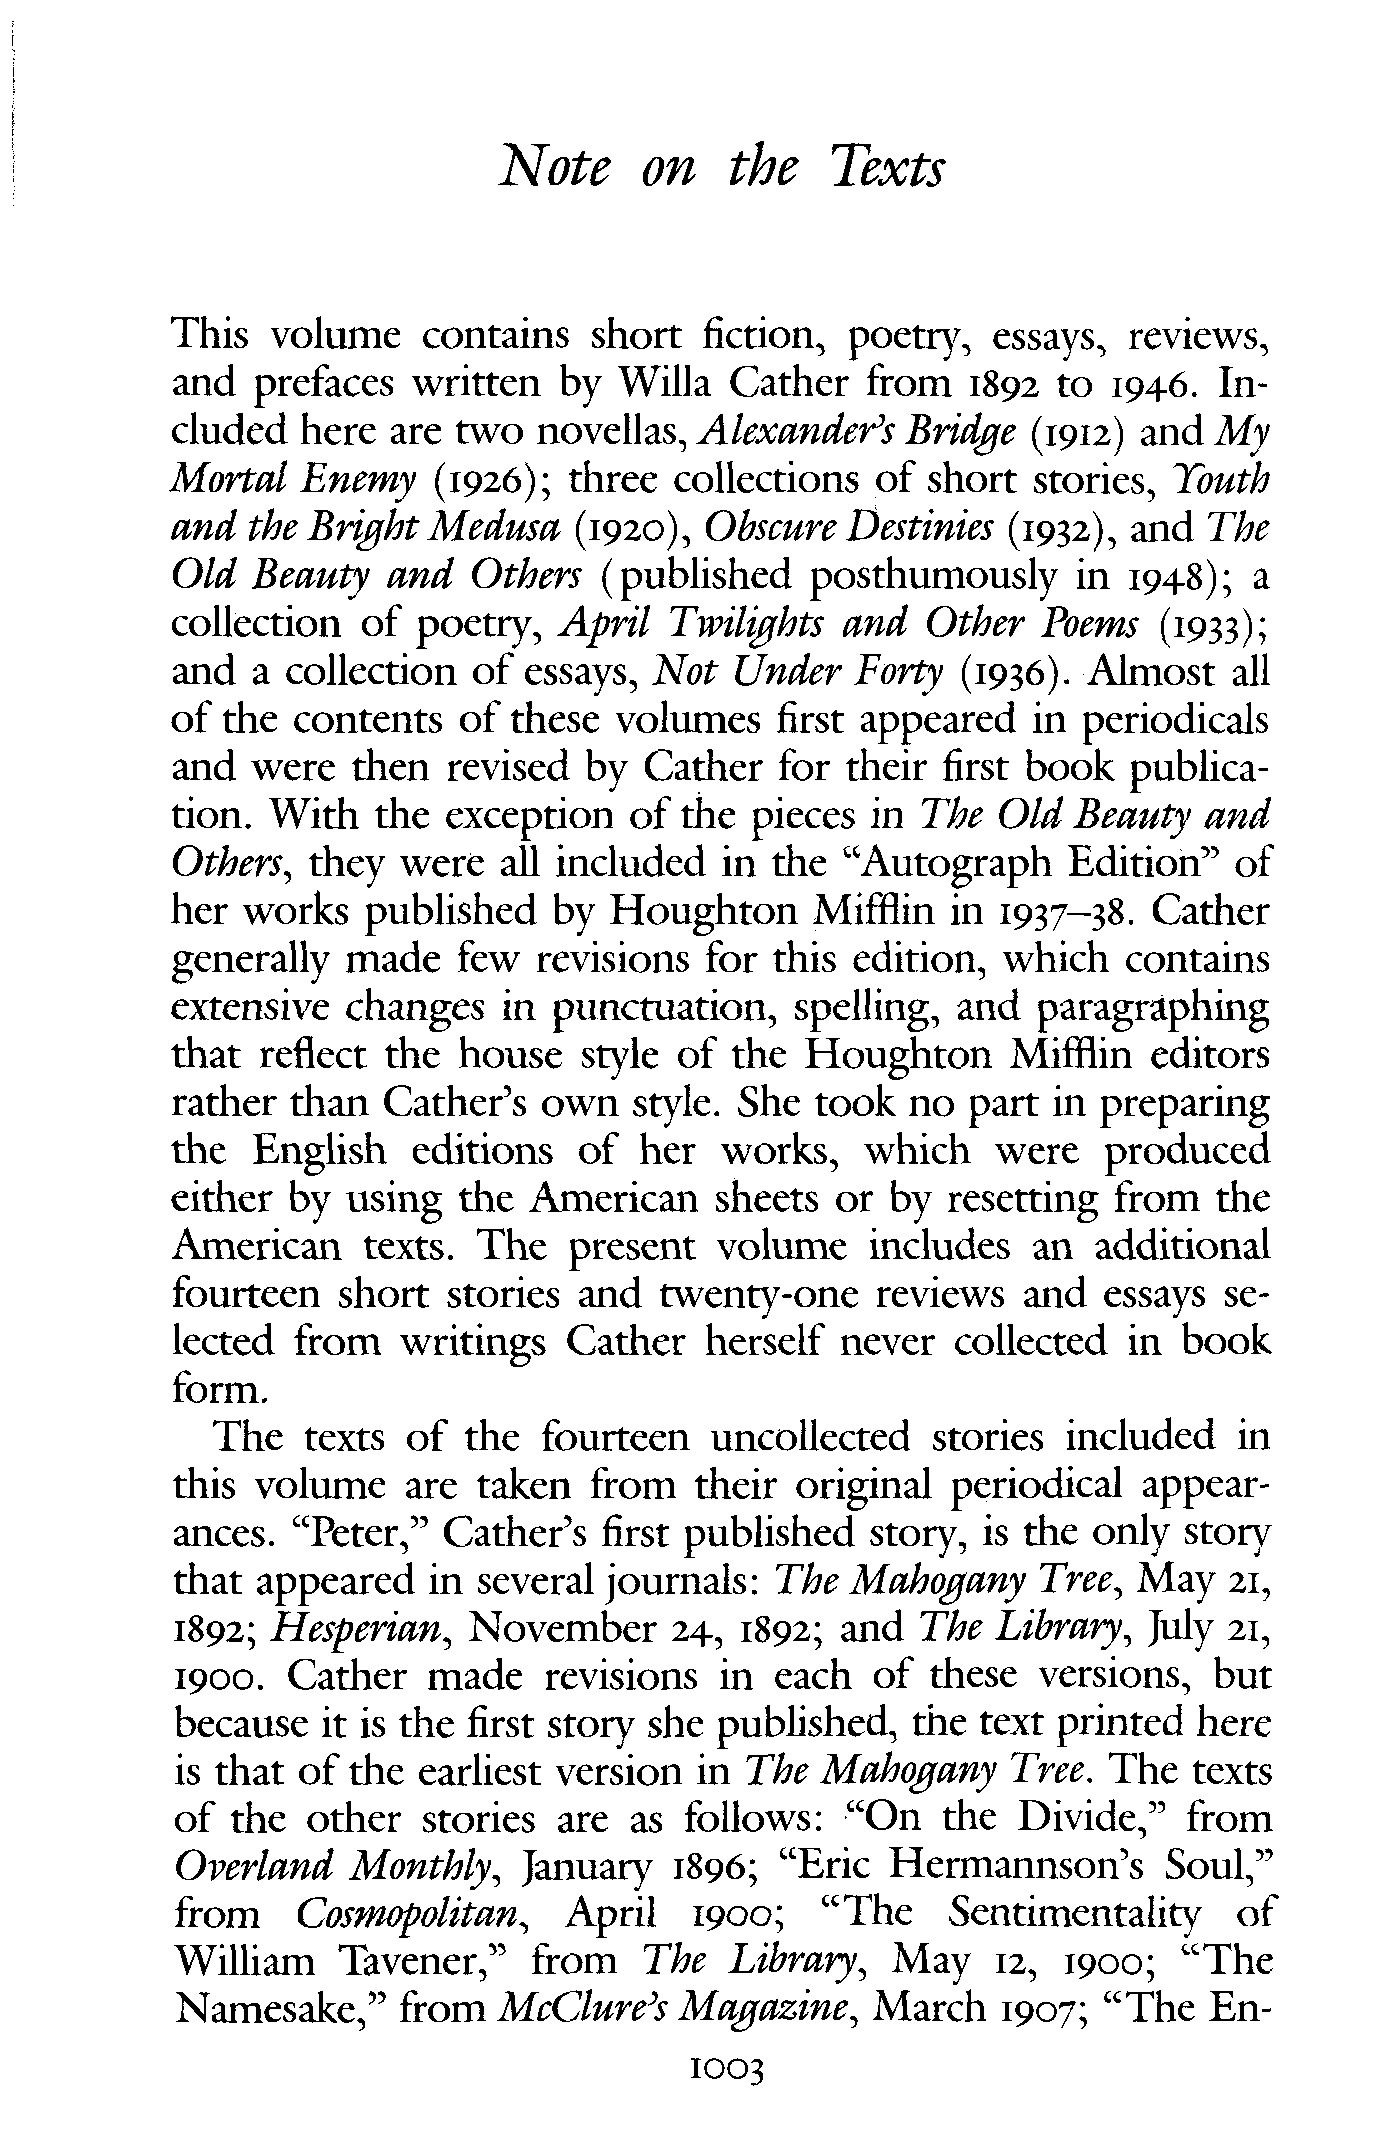 Note on the Texts
This volume contains short fiction, poetry, essays, reviews,
and prefaces written by Willa Cather from 1892 to 1946. In-
cluded here are two novellas, Alexander's Bridge (1912) and My
Mortal Enemy (1926); three collections of short stories, Youth
and the Bright Medusa (1920), Obscure Destinies (1932), and The
Old Beauty and Others (published posthumously in 1948); a
collection of poetry, April Twilights and Other Poems (1933);
and a collection of essays, Not Under Forty (1936). Almost all
of the contents of these volumes first appeared in periodicals
and were then revised by Cather for their first book publica-
tion. With the exception of the pieces in The Old Beauty and
Others, they were all included in the “Autograph Edition” of
her works published by Houghton Mifflin in 1937–38. Cather
generally made few revisions for this edition, which contains
extensive changes in punctuation, spelling, and paragraphing
that reflect the house style of the Houghton Mifflin editors
rather than Cather's own style. She took no part in preparing
the English editions of her works, which were produced
either by using the American sheets or by resetting from the
American texts. The present volume includes an additional
fourteen short stories and twenty-one reviews and essays se-
lected from writings Cather herself never collected in book
form.
The texts of the fourteen uncollected stories included in
this volume are taken from their original periodical appear-
ances. “Peter,” Cather's first published story, is the only story
that appeared in several journals: The Mahogany Tree, May 21,
1892; Hesperian, November 24, 1892; and The Library, July 21,
1900. Cather made revisions in each of these versions, but
because it is the first story she published, the text printed here
is that of the earliest version in The Mahogany Tree. The texts
of the other stories are as follows: “On the Divide,” from
Overland Monthly, January 1896; “Eric Hermannson's Soul,”
from Cosmopolitan, April 1900; “The Sentimentality of
William Tavener,” from The Library, May 12, 1900; “The
Namesake,” from McClure's Magazine, March 1907; “The En-
1003